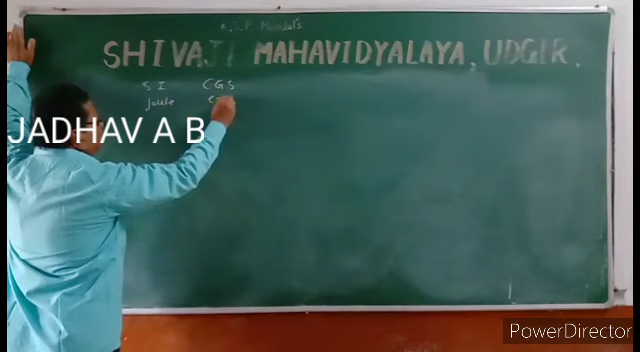 K.S.P. Mandal's
SHIVAJI MAHAVIDYALAYA, UDGIR.
SI CGS
Joule
JADHAV A B
PowerDirector